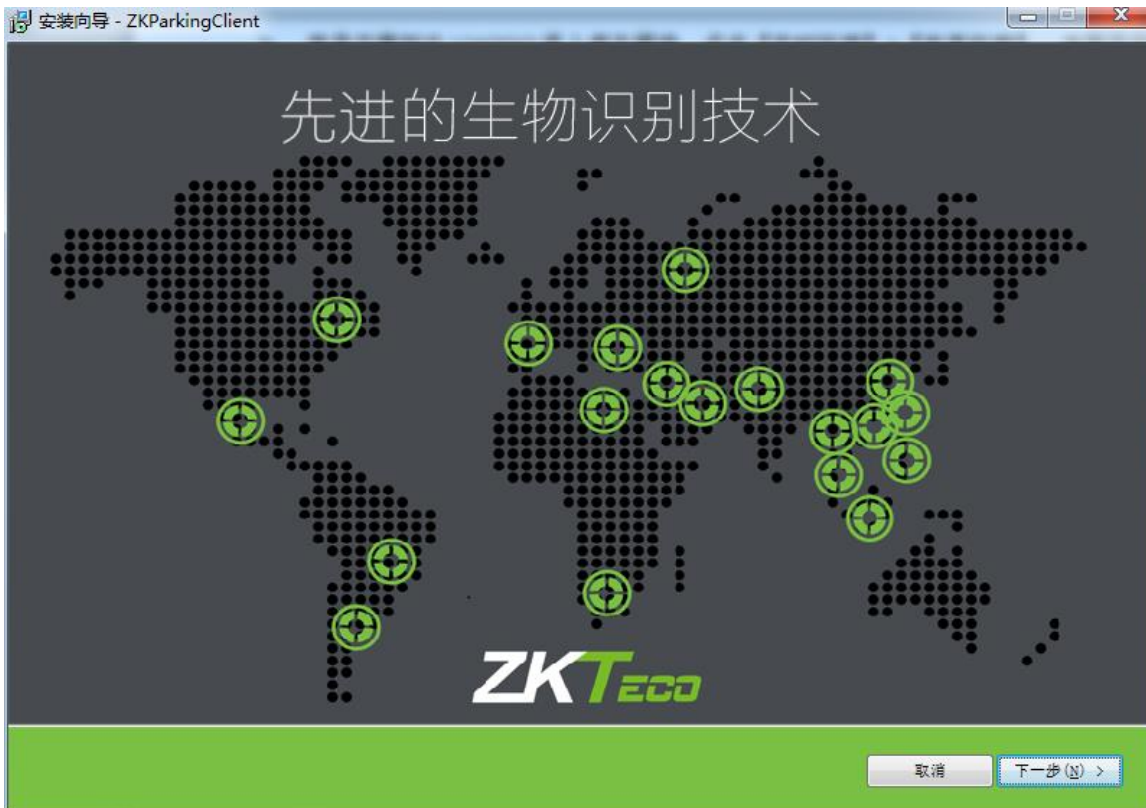 安装向导 - ZKParkingClient
先进的生物识别技术
ZKTECO
取消
下一步(N) >